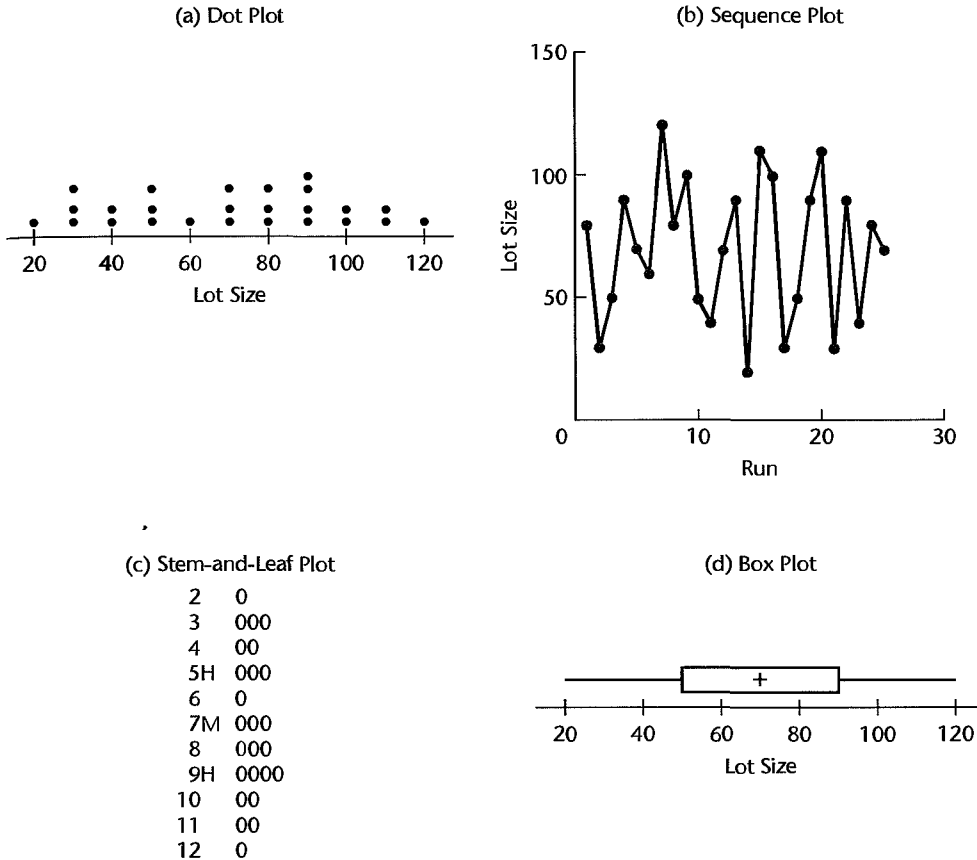 (a) Dot Plot
20 40 60 80 100 120
Lot Size
(b) Sequence Plot
150
100
50
0 10 20 30
Lot Size
Run
(c) Stem-and-Leaf Plot
2 0
3 000
4 00
5H 000
6 0
7M 000
8 000
9H 0000
10 00
11 00
12 0
(d) Box Plot
20 40 60 80 100 120
Lot Size